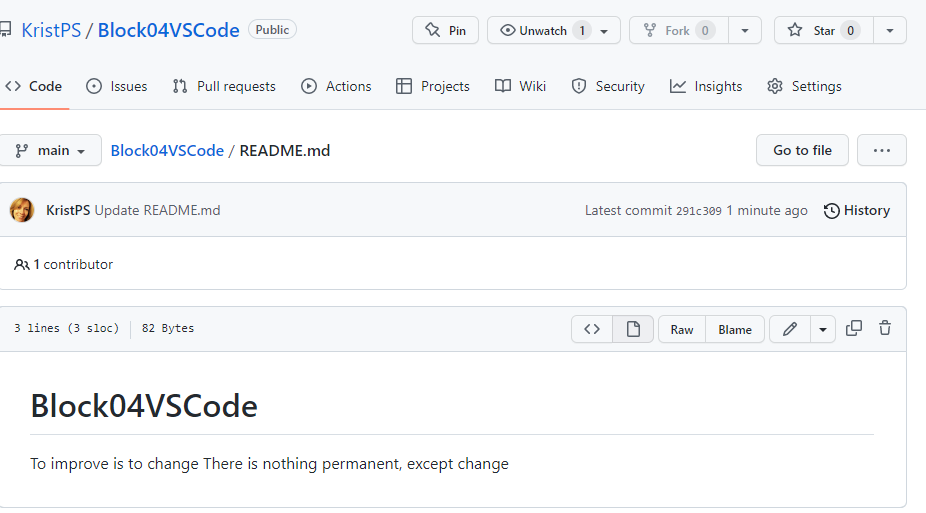 KristPS / Block04VSCode Public Pin Unwatch 1 Fork 0 Star 0
Code Issues Pull requests Actions Projects Wiki Security Insights Settings
main Block04VSCode / README.md Go to file ...
KristPS Update README.md Latest commit 291c309 1 minute ago History
1 contributor
3 lines (3 sloc) 82 Bytes <> Raw Blame
Block04VSCode
To improve is to change There is nothing permanent, except change